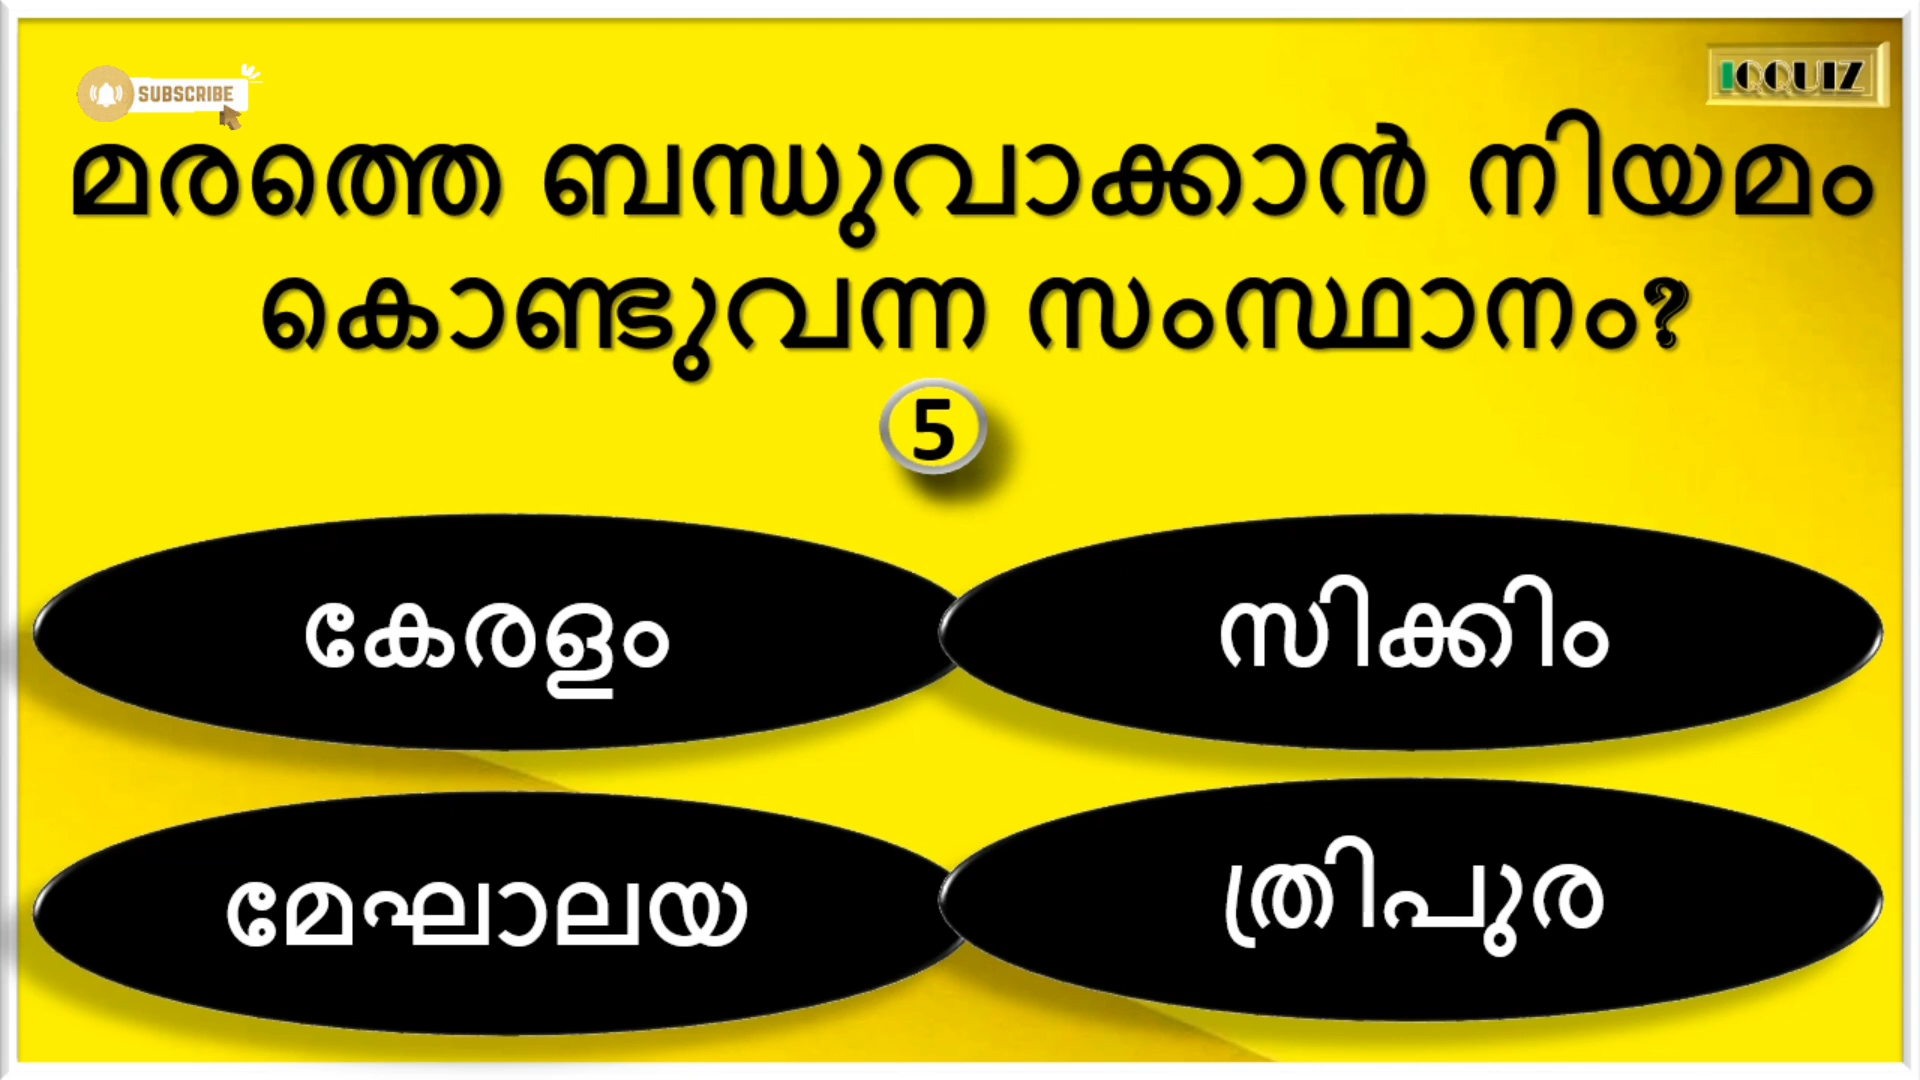 SUBSCRIBE
IQQUIZ
മരത്തെ ബന്ധുവാക്കാൻ നിയമം
കൊണ്ടുവന്ന സംസ്ഥാനം?
5
കേരളം
സിക്കിം
മേഘാലയ
ത്രിപുര